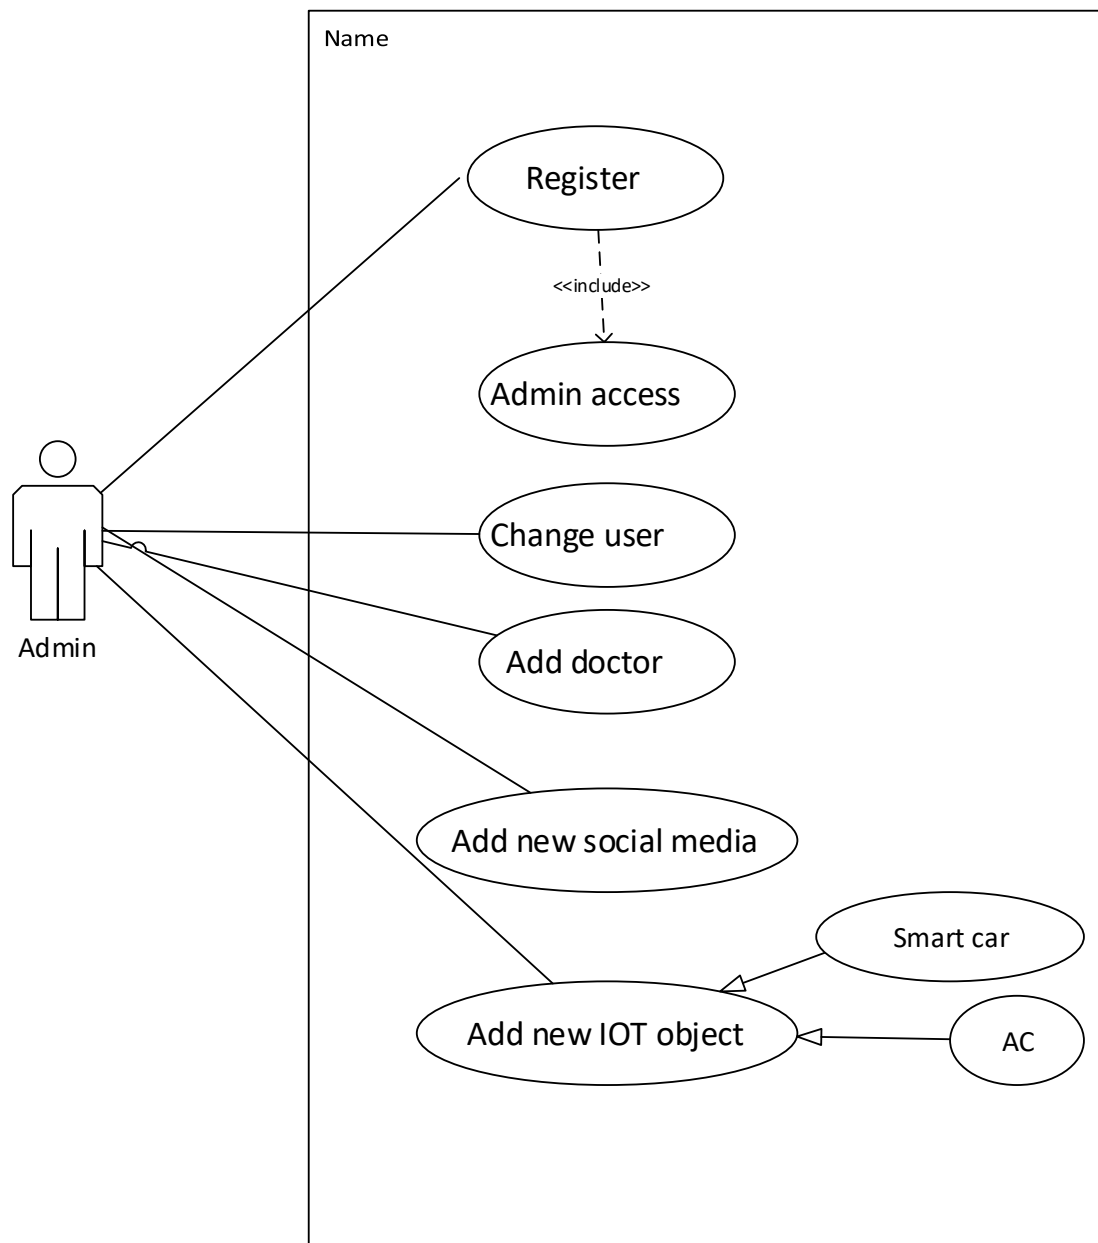 Name
Register
<<include>>
Admin access
Change user
Admin
Add doctor
Add new social media
Smart car
Add new IOT object
AC